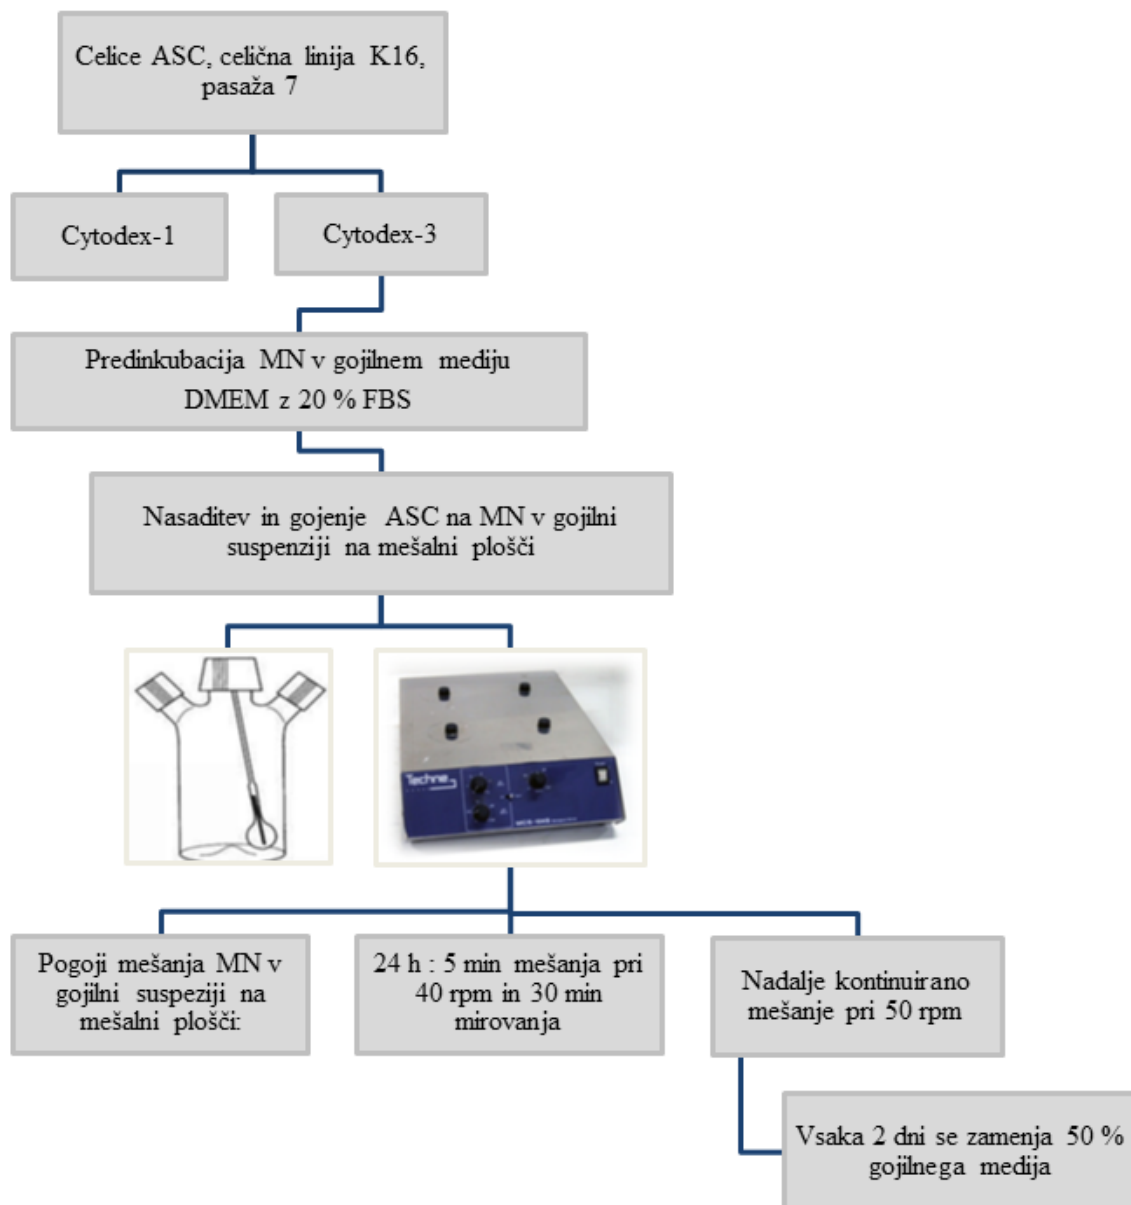 Celice ASC, celična linija K16,
pasaža 7
Cytodex-1
Cytodex-3
Predinkubacija MN v gojilnem mediju
DMEM z 20 % FBS
Nasaditev in gojenje ASC na MN v gojilni
suspenziji na mešalni plošči
Techne
Pogoji mešanja MN v
gojilni suspeziji na
mešalni plošči:
24 h : 5 min mešanja pri
40 rpm in 30 min
mirovanja
Nadalje kontinuirano
mešanje pri 50 rpm
Vsaka 2 dni se zamenja 50 %
gojilnega medija